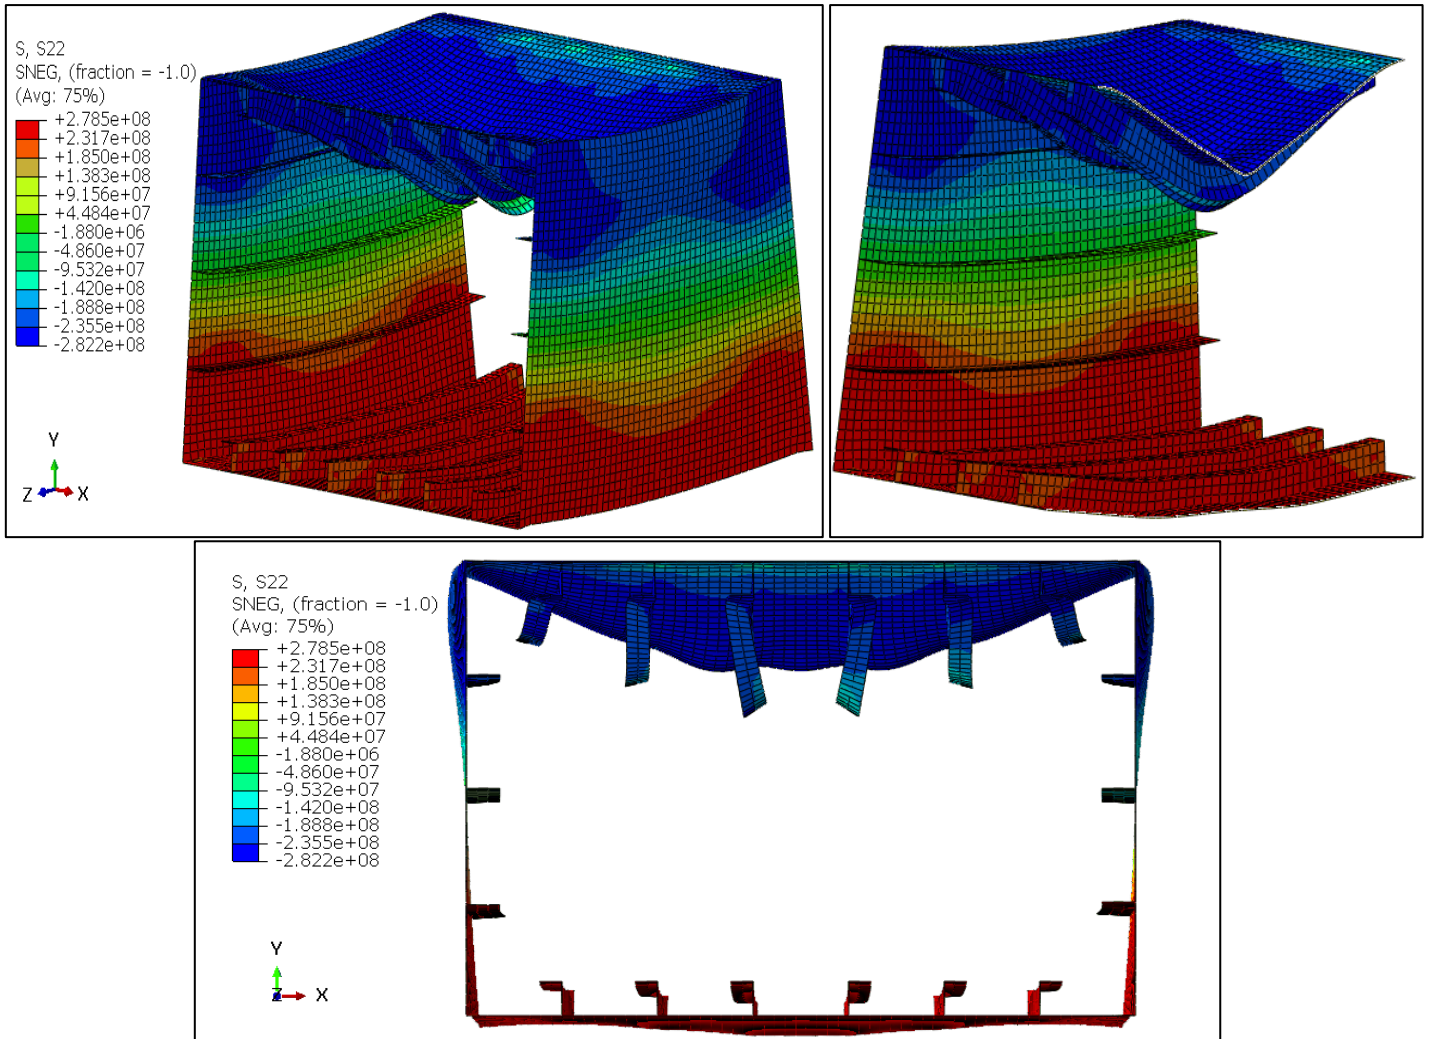 S, S22
SNEG, (fraction = -1.0)
(Avg: 75%)
+2.785e+08
+2.317e+08
+1.850e+08
+1.383e+08
+9.156e+07
+4.484e+07
-1.880e+06
-4.860e+07
-9.532e+07
-1.420e+08
-1.888e+08
-2.355e+08
-2.822e+08
Y
Z X
S, S22
SNEG, (fraction = -1.0)
(Avg: 75%)
+2.785e+08
+2.317e+08
+1.850e+08
+1.383e+08
+9.156e+07
+4.484e+07
-1.880e+06
-4.860e+07
-9.532e+07
-1.420e+08
-1.888e+08
-2.355e+08
-2.822e+08
Y
Z X